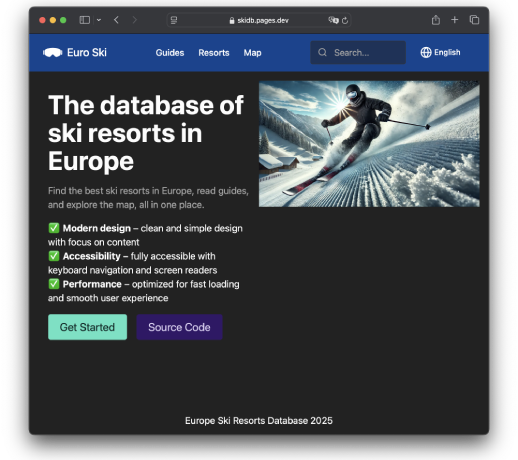 skidb.pages.dev
Euro Ski
Guides
Resorts
Map
Search...
English
The database of
ski resorts in
Europe
Find the best ski resorts in Europe, read guides,
and explore the map, all in one place.
✅ Modern design – clean and simple design
with focus on content
✅ Accessibility – fully accessible with
keyboard navigation and screen readers
✅ Performance – optimized for fast loading
and smooth user experience
Get Started
Source Code
Europe Ski Resorts Database 2025